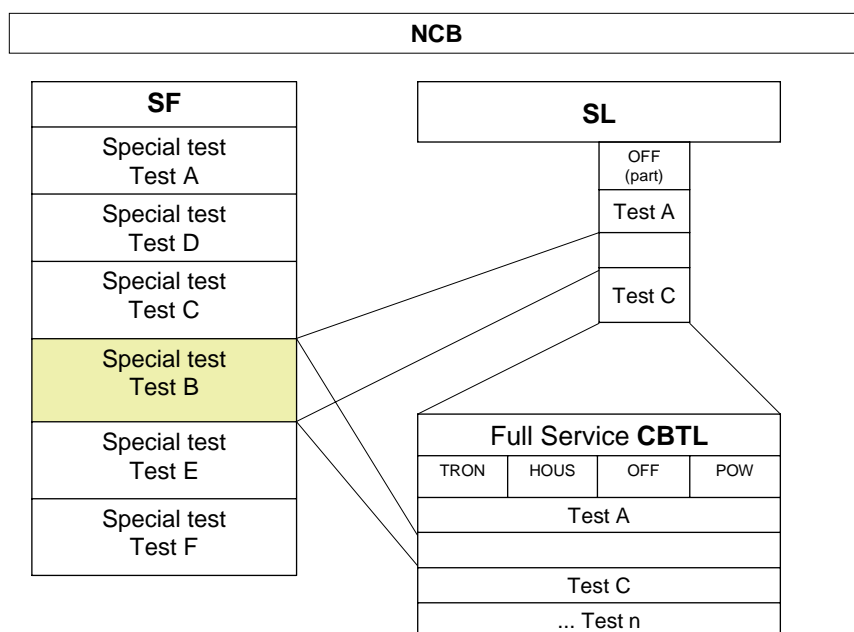 NCB
SF
Special test
Test A
Special test
Test D
Special test
Test C
Special test
Test B
Special test
Test E
Special test
Test F
SL
OFF
(part)
Test A
Test C
Full Service CBTL
TRON HOUS OFF POW
Test A
Test C
... Test n